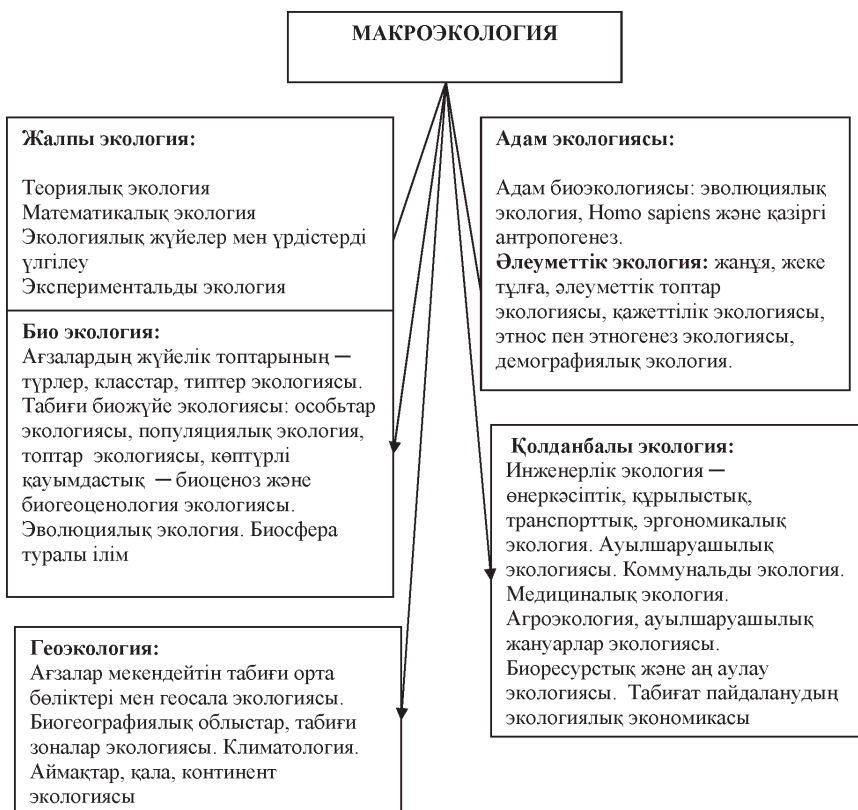 МАКРОЭКОЛОГИЯ
Жалпы экология:
Теориялық экология
Математикалық экология
Экологиялық жүйелер мен үрдістерді
үлгілеу
Экспериментальды экология
Био экология:
Ағзалардың жүйелік топтарының –
түрлер, класстар, типтер экологиясы.
Табиғи биожүйе экологиясы: особьтар
экологиясы, популяциялық экология,
топтар экологиясы, көптүрлі
қауымдастық – биоценоз және
биогеоценология экологиясы.
Эволюциялық экология. Биосфера
туралы ілім
Геоэкология:
Ағзалар мекендейтін табиғи орта
бөліктері мен геосала экологиясы.
Биогеографиялық облыстар, табиғи
зоналар экологиясы. Климатология.
Аймақтар, қала, континент
экологиясы
Адам экологиясы:
Адам биоэкологиясы: эволюциялық
экология, Homo sapiens және қазіргі
антропогенез.
Әлеуметтік экология: жанұя, жеке
тұлға, әлеуметтік топтар
экологиясы, қажеттілік экологиясы,
этнос пен этногенез экологиясы,
демографиялық экология.
Қолданбалы экология:
Инженерлік экология –
өнеркәсіптік, құрылыстық,
транспорттық, эргономикалық
экология. Ауылшаруашылық
экологиясы. Коммунальды экология.
Медициналық экология.
Агроэкология, ауылшаруашылық
жануарлар экологиясы.
Биоресурстық және аң аулау
экологиясы. Табиғат пайдаланудың
экологиялық экономикасы